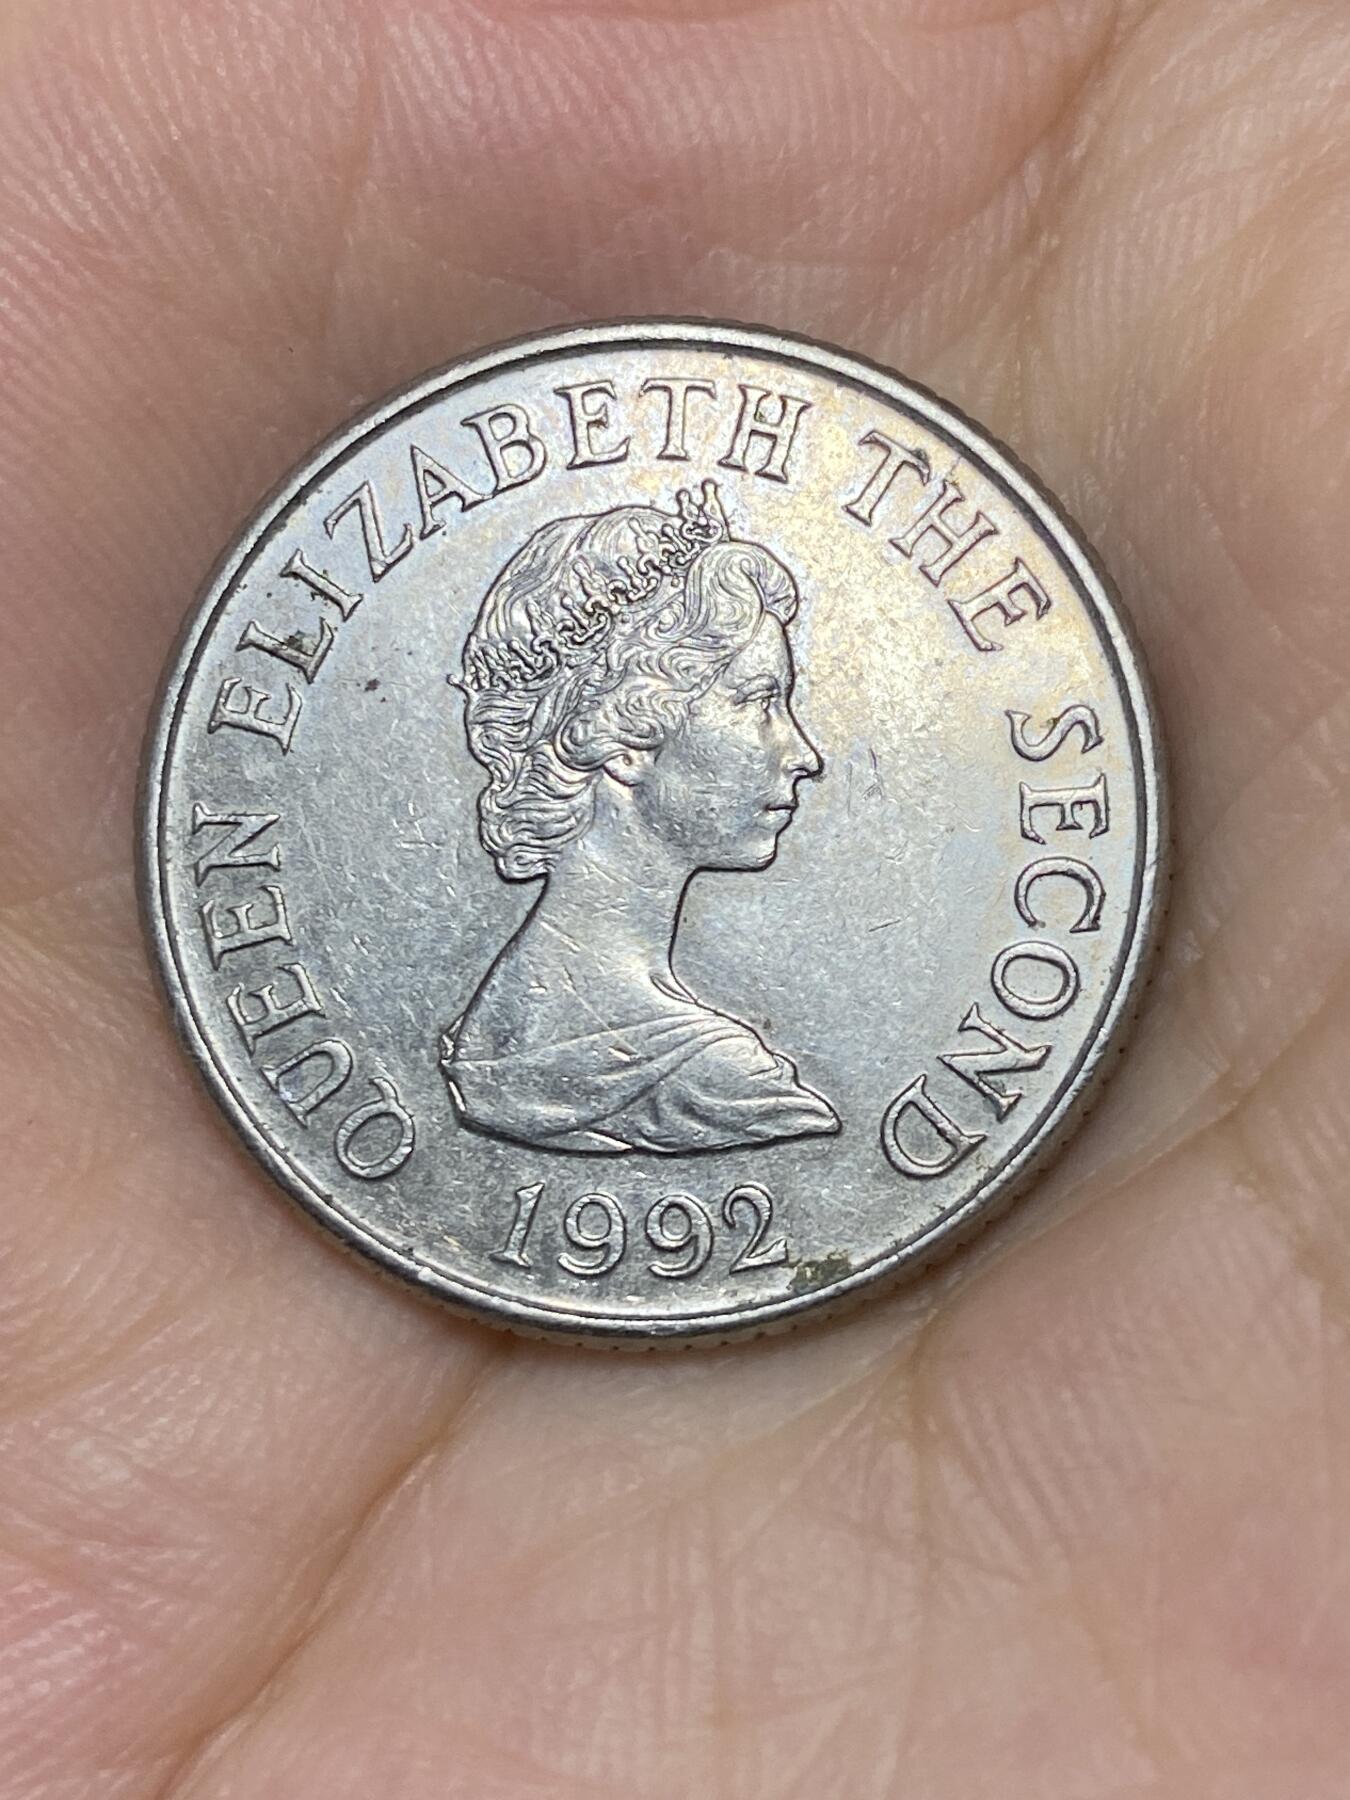 QUEEN ELIZABETH THE SECOND
1992